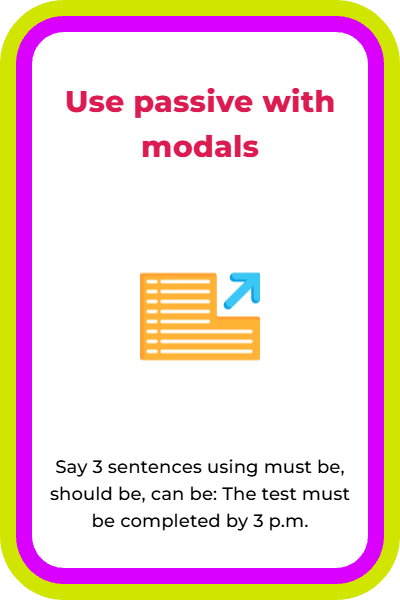 Use passive with
modals
Say 3 sentences using must be,
should be, can be: The test must
be completed by 3 p.m.